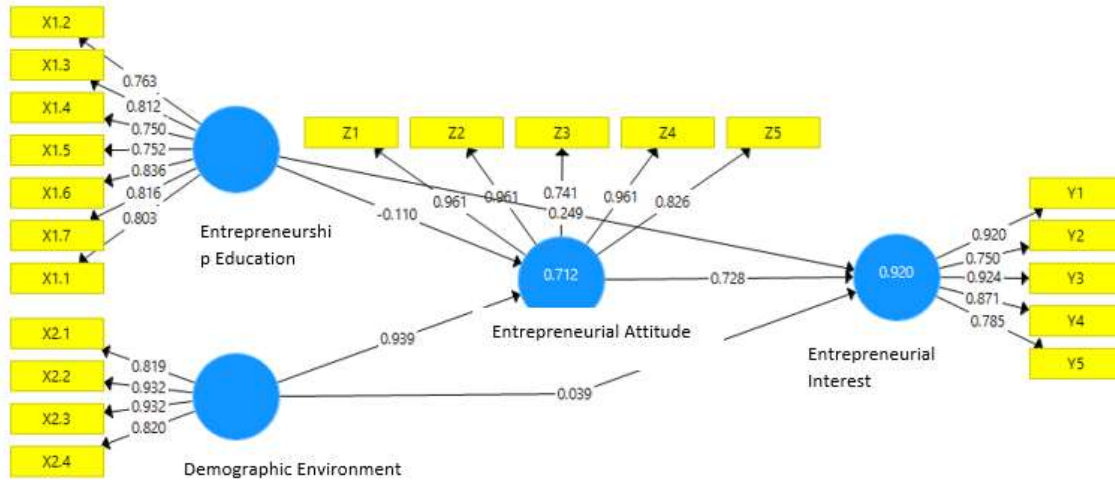 X1.2
X1.3
X1.4
X1.5
X1.6
X1.7
X1.1
0.763
0.812
0.750
0.752
0.836
0.816
0.803
Entrepreneurshi
p Education
Z1
Z2
Z3
Z4
Z5
0.961
0.961
0.741
0.961
0.826
-0.110
0.249
0.712
0.728
Entrepreneurial Attitude
0.939
0.039
X2.1
X2.2
X2.3
X2.4
0.819
0.932
0.932
0.820
Demographic Environment
0.920
Entrepreneurial
Interest
0.920
0.750
0.924
0.871
0.785
Y1
Y2
Y3
Y4
Y5